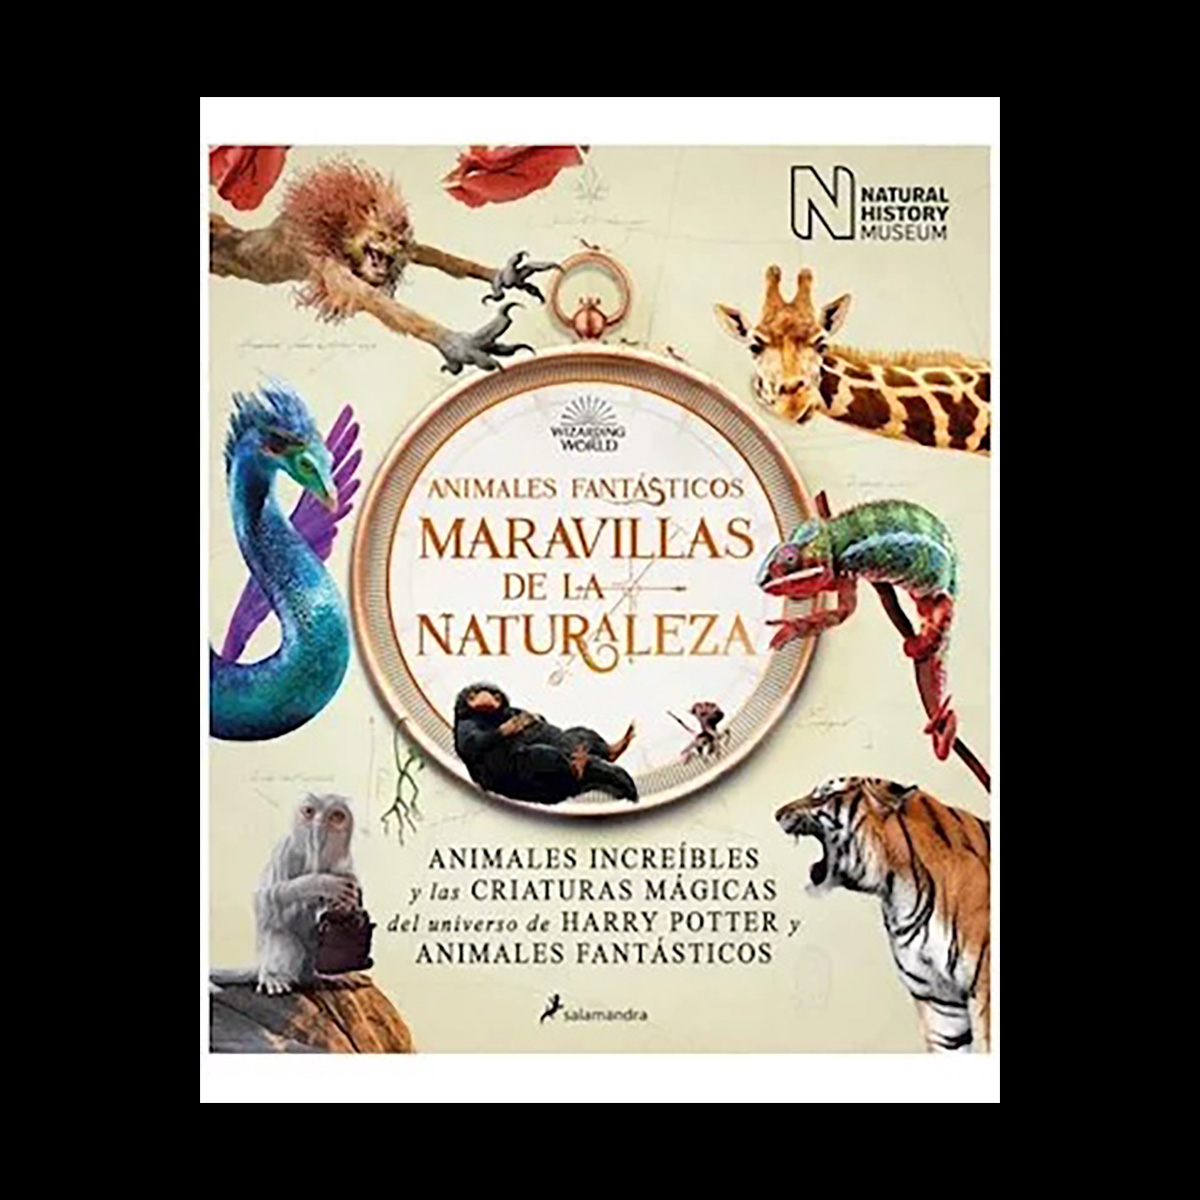 NATURAL
HISTORY
MUSEUM
WIZARDING
WORLD
ANIMALES FANTÁSTICOS
MARAVILLAS
DE LA
NATURALEZA
ANIMALES INCREÍBLES
y las CRIATURAS MÁGICAS
del universo de HARRY POTTER y
ANIMALES FANTÁSTICOS
salamandra